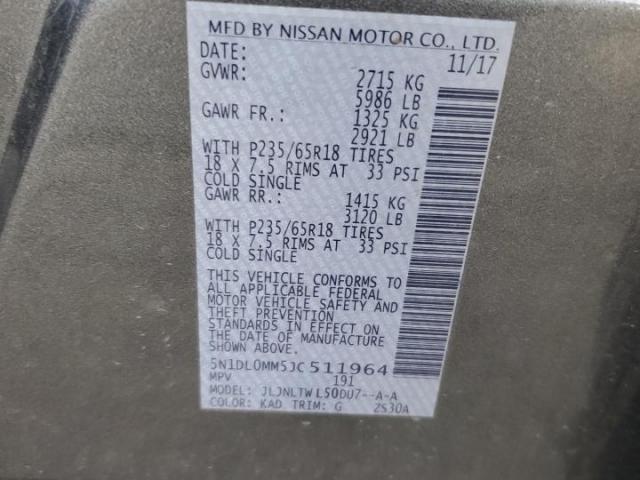 MFD BY NISSAN MOTOR CO., LTD.
DATE: 11/17
GVWR: 2715 KG
5986 LB
GAWR FR.: 1325 KG
2921 LB
WITH P235/65R18 TIRES
18 X 7.5 RIMS AT 33 PSI
COLD SINGLE
GAWR RR.: 1415 KG
3120 LB
WITH P235/65R18 TIRES
18 X 7.5 RIMS AT 33 PSI
COLD SINGLE
THIS VEHICLE CONFORMS TO
ALL APPLICABLE FEDERAL
MOTOR VEHICLE SAFETY AND
THEFT PREVENTION
STANDARDS IN EFFECT ON
THE DATE OF MANUFACTURE
SHOWN ABOVE.
5N1DL0MM5JC511964
MPV 191
MODEL: JLJNLTWL50DU7--A-A
COLOR: KAD TRIM: G 2S30A